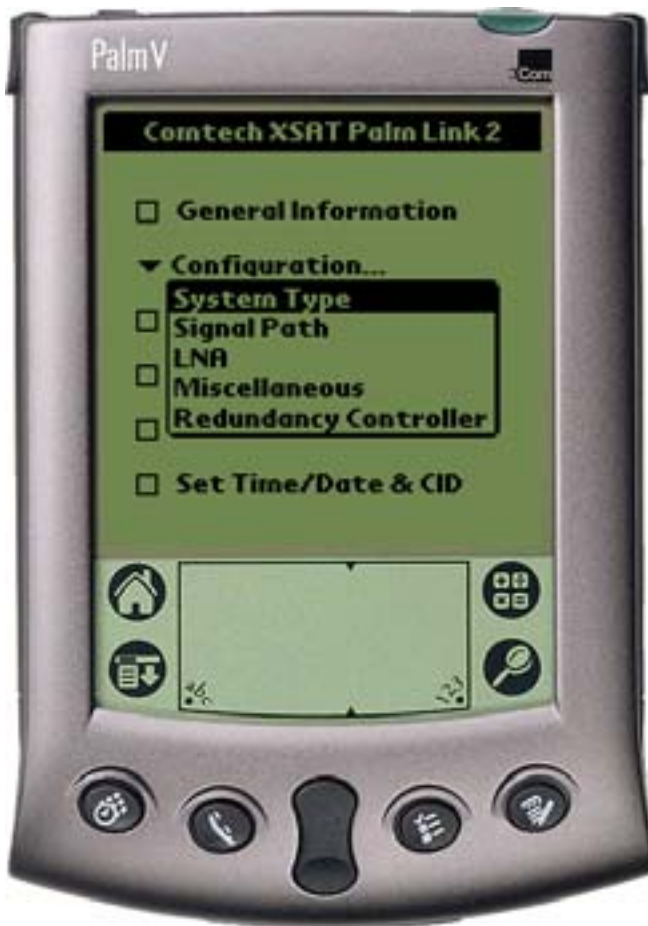 Palm V
3Com
Comtech XSAT Palm Link 2
General Information
Configuration...
System Type
Signal Path
LNA
Miscellaneous
Redundancy Controller
Set Time/Date & CID